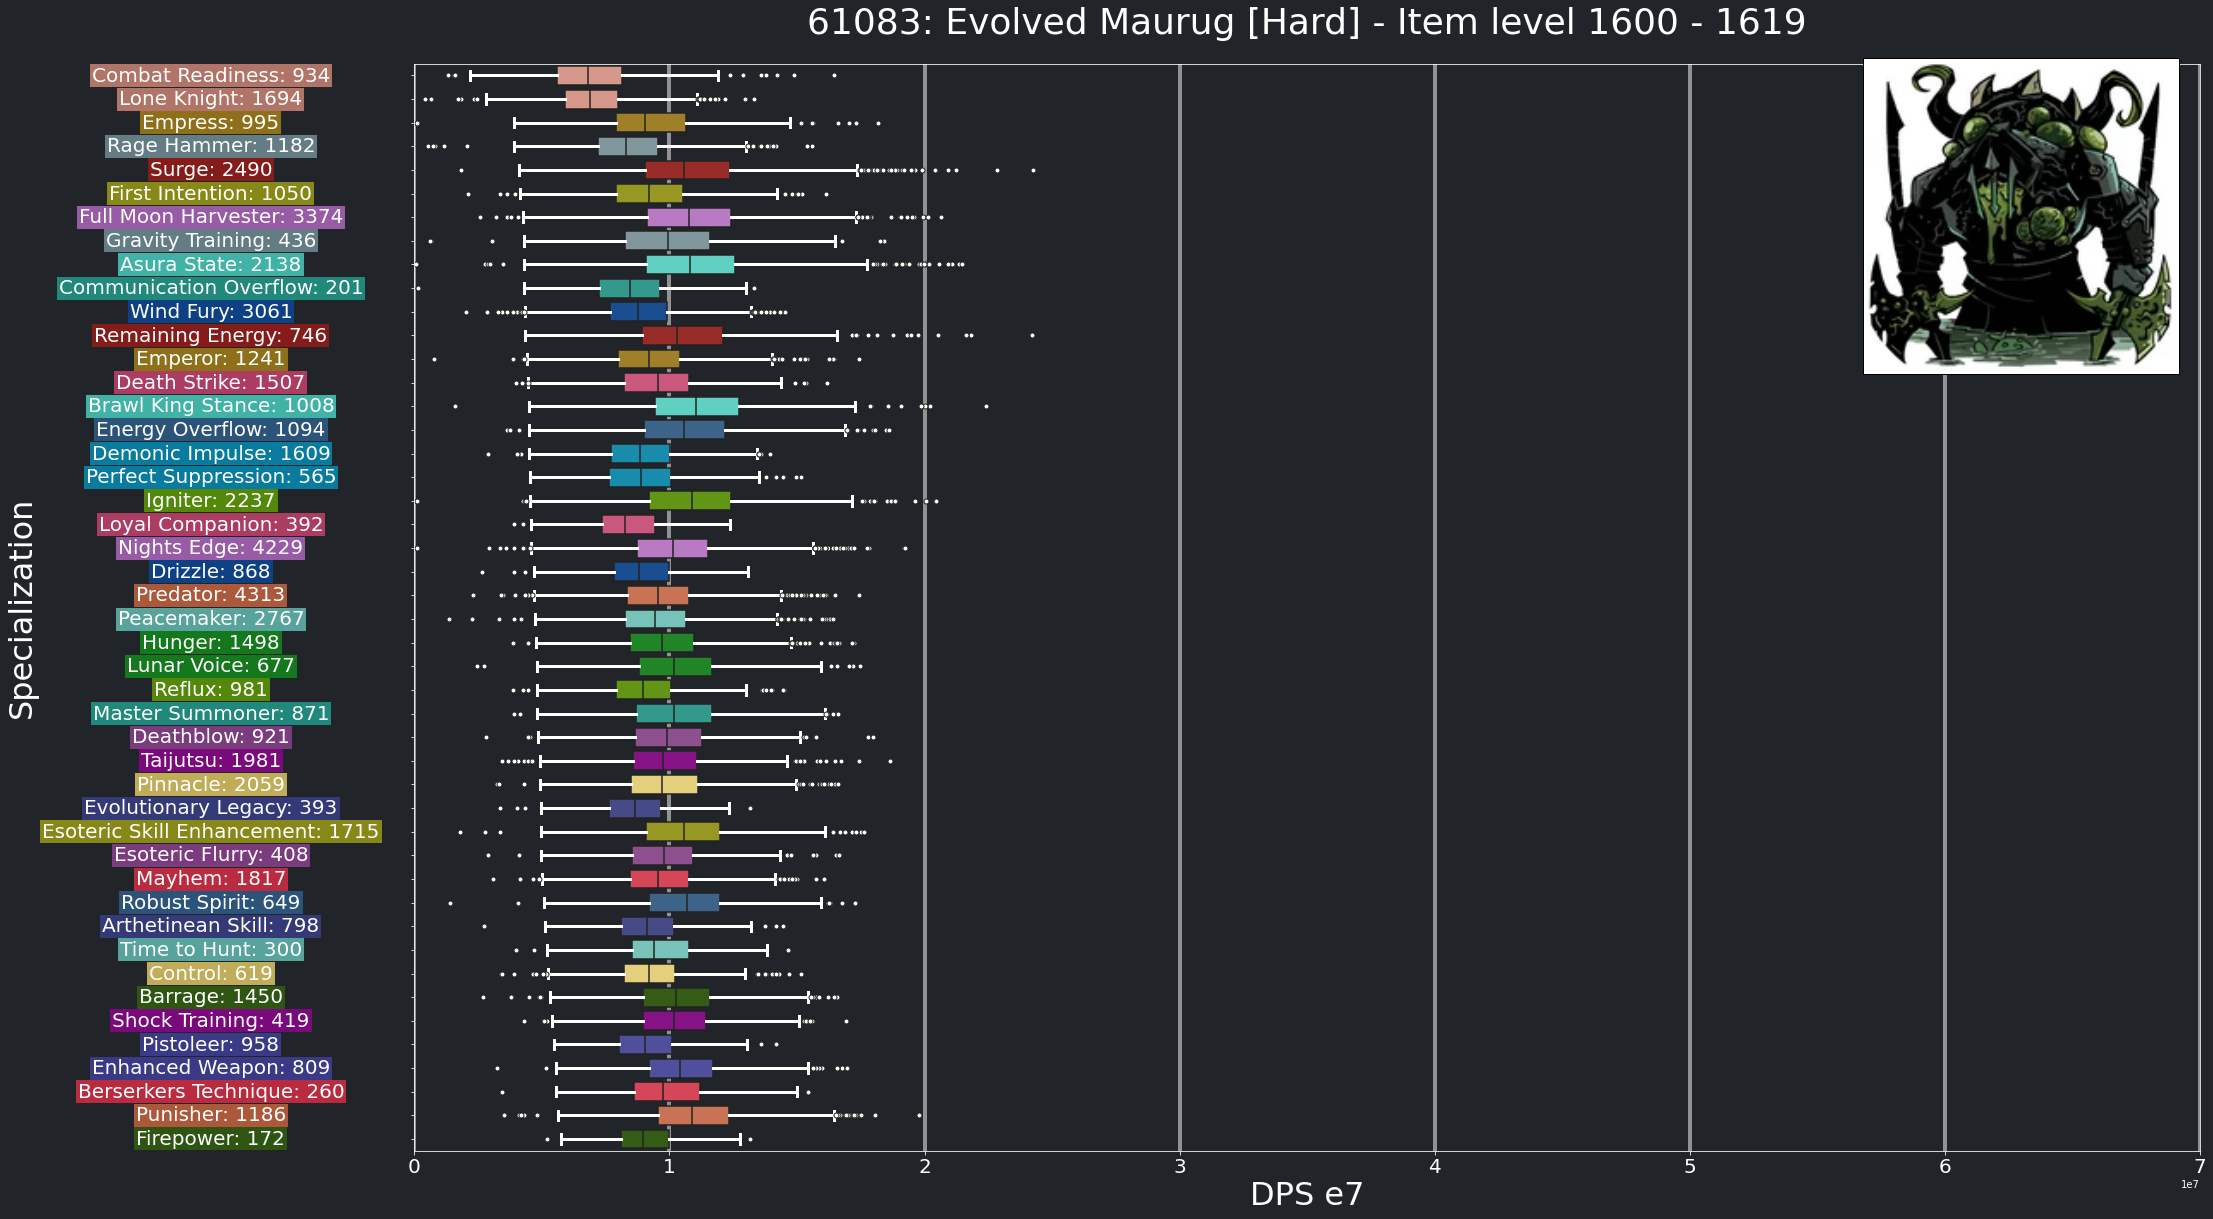 61083: Evolved Maurug [Hard] - Item level 1600 - 1619
Specialization
Combat Readiness: 934
Lone Knight: 1694
Empress: 995
Rage Hammer: 1182
Surge: 2490
First Intention: 1050
Full Moon Harvester: 3374
Gravity Training: 436
Asura State: 2138
Communication Overflow: 201
Wind Fury: 3061
Remaining Energy: 746
Emperor: 1241
Death Strike: 1507
Brawl King Stance: 1008
Energy Overflow: 1094
Demonic Impulse: 1609
Perfect Suppression: 565
Igniter: 2237
Loyal Companion: 392
Nights Edge: 4229
Drizzle: 868
Predator: 4313
Peacemaker: 2767
Hunger: 1498
Lunar Voice: 677
Reflux: 981
Master Summoner: 871
Deathblow: 921
Taijutsu: 1981
Pinnacle: 2059
Evolutionary Legacy: 393
Esoteric Skill Enhancement: 1715
Esoteric Flurry: 408
Mayhem: 1817
Robust Spirit: 649
Arthetinean Skill: 798
Time to Hunt: 300
Control: 619
Barrage: 1450
Shock Training: 419
Pistoleer: 958
Enhanced Weapon: 809
Berserkers Technique: 260
Punisher: 1186
Firepower: 172
0 1 2 3 4 5 6 7
1e7
DPS e7